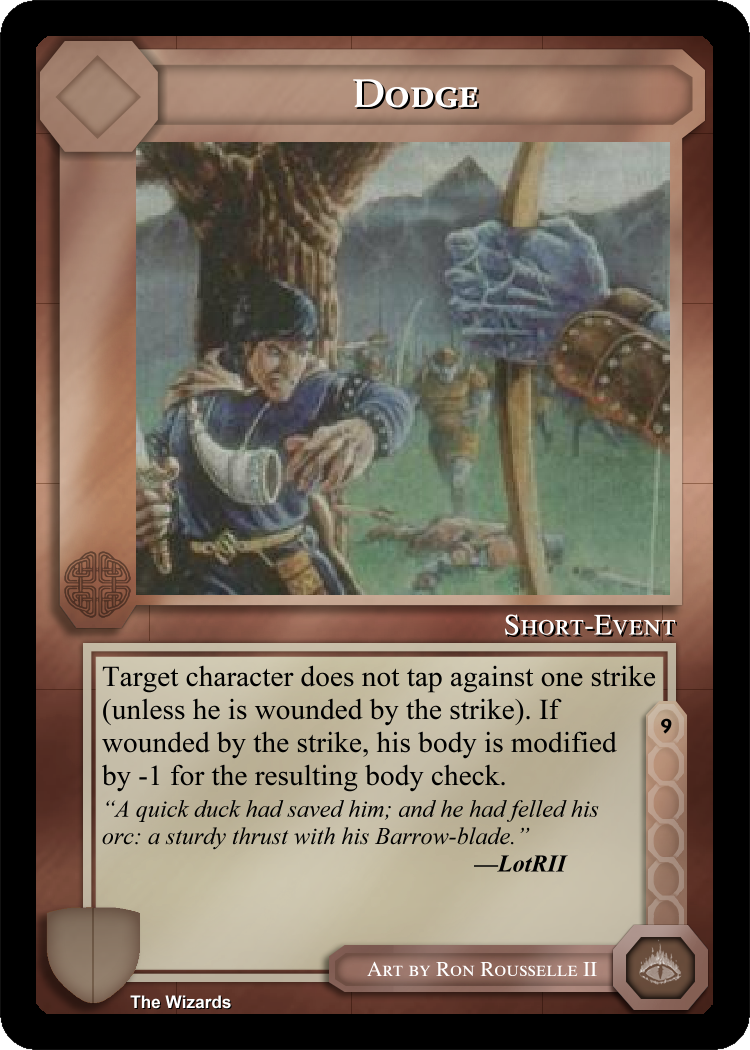 Dodge
Short-Event
Target character does not tap against one strike
(unless he is wounded by the strike). If
wounded by the strike, his body is modified
by -1 for the resulting body check.
9
“A quick duck had saved him; and he had felled his
orc: a sturdy thrust with his Barrow-blade.”
—LotRII
Art by Ron Rousselle II
The Wizards